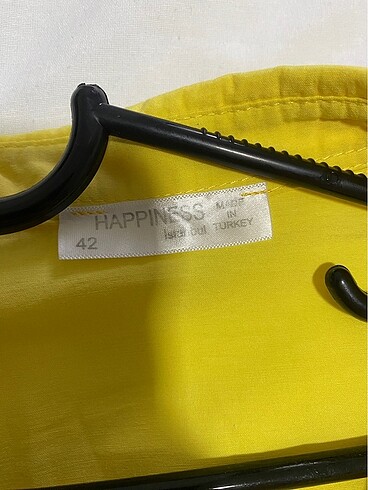 HAPPINESS MADE
IN
istanbul TURKEY
42